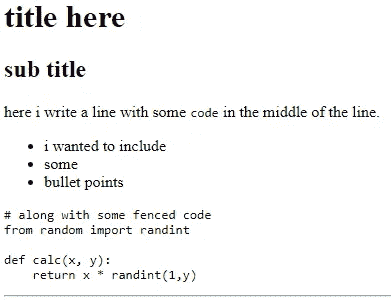 title here
sub title
here i write a line with some code in the middle of the line.
• i wanted to include
• some
• bullet points
# along with some fenced code
from random import randint
def calc(x, y):
    return x * randint(1,y)